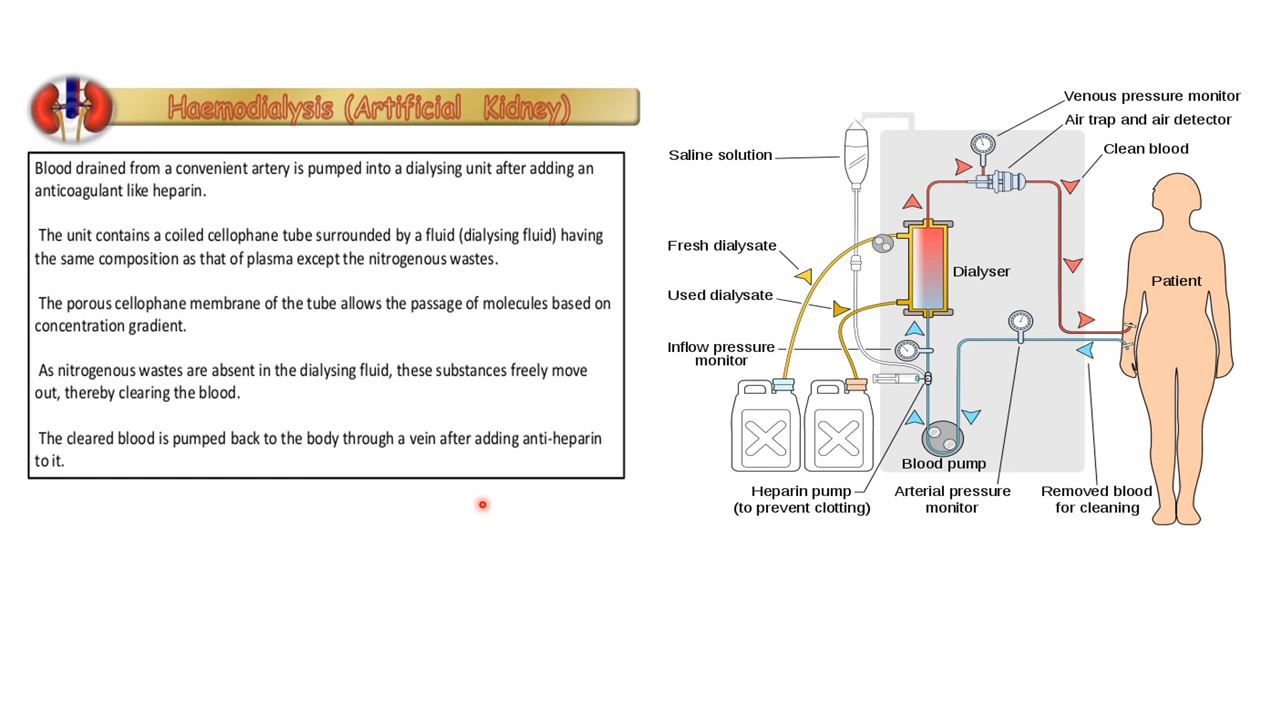 Haemodialysis (Artificial Kidney)
Blood drained from a convenient artery is pumped into a dialysing unit after adding an
anticoagulant like heparin.
The unit contains a coiled cellophane tube surrounded by a fluid (dialysing fluid) having
the same composition as that of plasma except the nitrogenous wastes.
The porous cellophane membrane of the tube allows the passage of molecules based on
concentration gradient.
As nitrogenous wastes are absent in the dialysing fluid, these substances freely move
out, thereby clearing the blood.
The cleared blood is pumped back to the body through a vein after adding anti-heparin
to it.
Venous pressure monitor
Air trap and air detector
Clean blood
Saline solution
Fresh dialysate
Dialyser
Patient
Used dialysate
Inflow pressure
monitor
Blood pump
Heparin pump
(to prevent clotting)
Arterial pressure
monitor
Removed blood
for cleaning